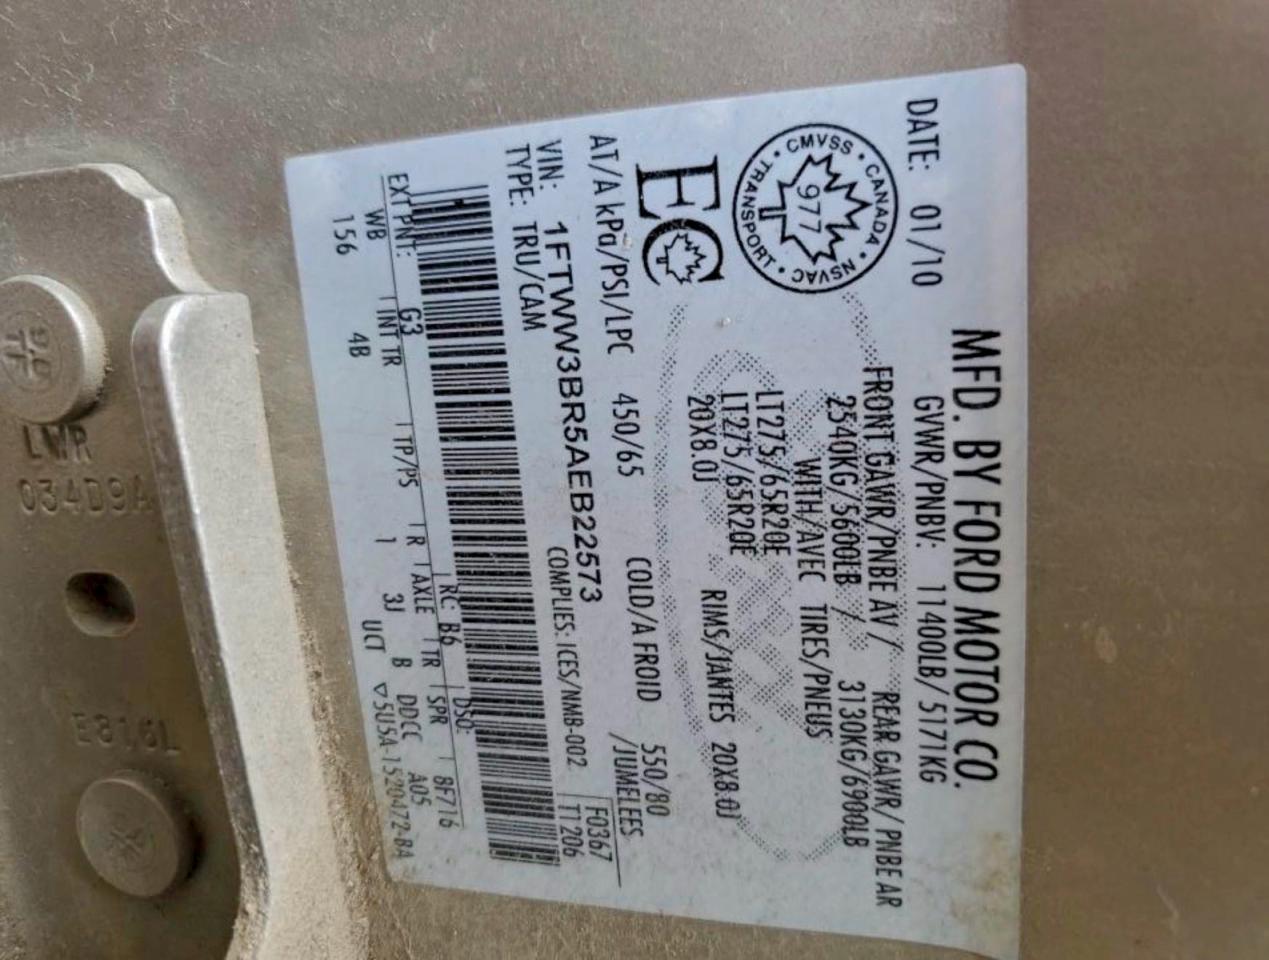 MFD. BY FORD MOTOR CO.
DATE: 01/10
GVWR/PNBV: 11400LB/5171KG
FRONT GAWR/PNBE AV/
REAR GAWR/PNBE AR
2540KG/5600LB /
3130KG/6900LB
WITH/AVEC TIRES/PNEUS
LT275/65R20E
LT275/65R20E
20X8.0J
RIMS/JANTES 20X8.0J
CMVSS • CANADA • NSVAC • TRANSPORT •
977
EC
AT/A kPa/PSI/LPC 450/65 COLD/A FROID 550/80
/JUMELEES
VIN: 1FTWW3BR5AEB22573
TYPE: TRU/CAM
COMPLIES: ICES/NMB-002
F0367
T1206
EXT PNT: G3 RC: B6 DSO:
WB INT TR TP/PS R AXLE TR SPR 8F716
156 4B 1 3J B DDCC A05
UCT ▽5U5A-1520472-BA
LWR
034D9A
E816L